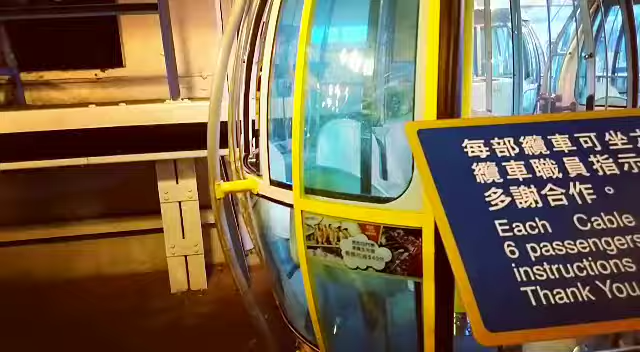 每部纜車可坐
纜車職員指示
多謝合作。
Each Cable
6 passengers
instructions
Thank You